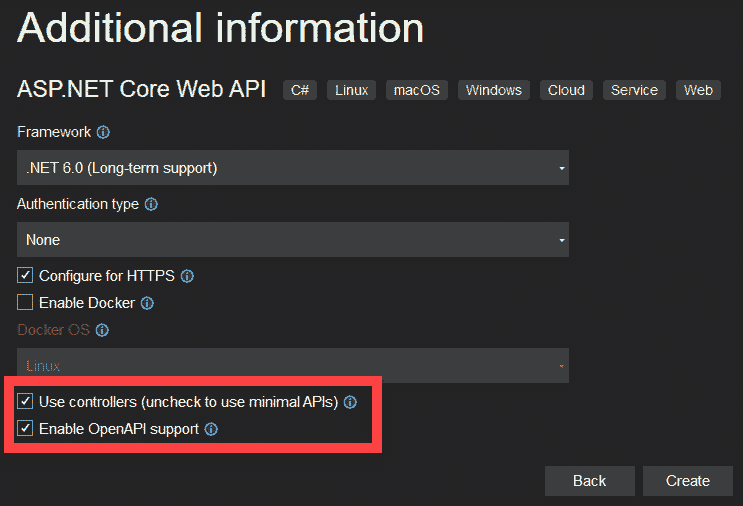 Additional information
ASP.NET Core Web API C# Linux macOS Windows Cloud Service Web
Framework
.NET 6.0 (Long-term support)
Authentication type
None
Configure for HTTPS
Enable Docker
Docker OS
Linux
Use controllers (uncheck to use minimal APIs)
Enable OpenAPI support
Back Create